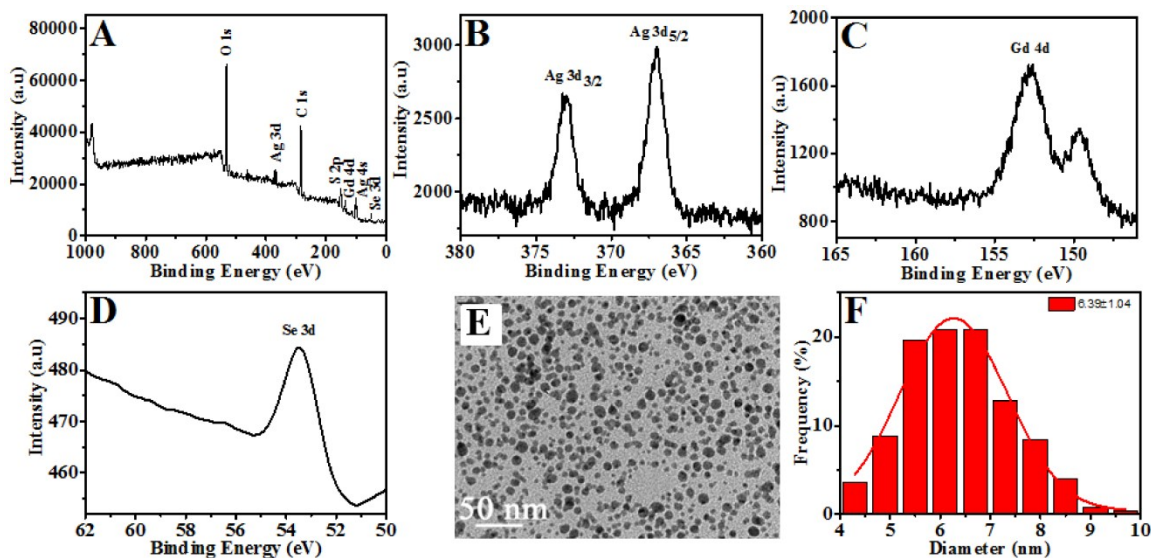 A
80000
60000
40000
20000
0
Intensity (a.u)
O 1s
Ag 3d
C 1s
S 2p
Gd 4d
Ag 4s
Se 3d
1000 800 600 400 200 0
Binding Energy (eV)
B
3000
2500
2000
Intensity (a.u)
Ag 3d3/2
Ag 3d5/2
380 375 370 365 360
Binding Energy (eV)
C
2000
1600
1200
800
Intensity (a.u)
Gd 4d
165 160 155 150
Binding Energy (eV)
D
490
480
470
460
Intensity (a.u)
Se 3d
62 60 58 56 54 52 50
Binding Energy (eV)
E
50 nm
F
6.39±1.04
20
10
0
Frequency (%)
4 5 6 7 8 9 10
Diameter (nm)